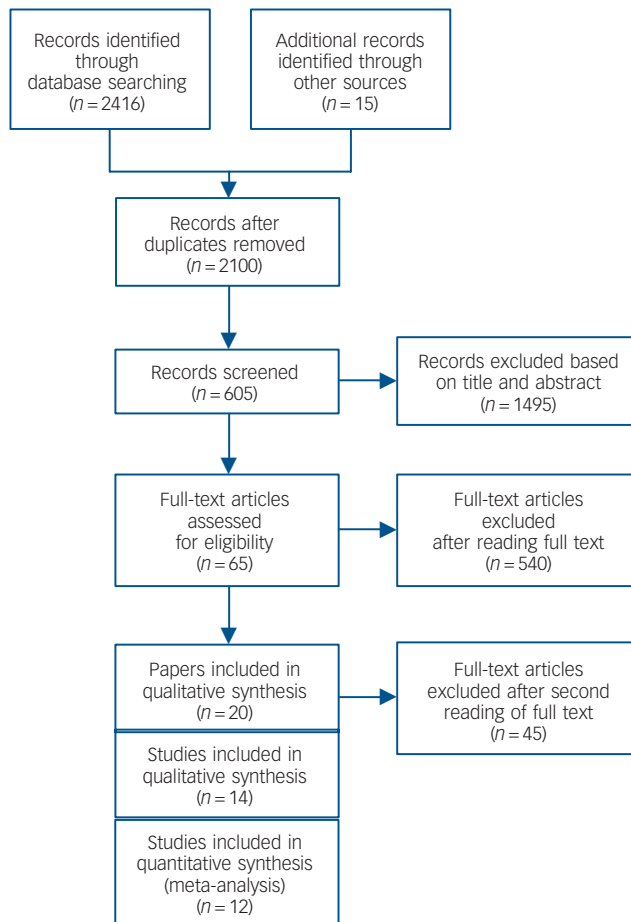 Records identified
through
database searching
(n = 2416)
Additional records
identified through
other sources
(n = 15)
Records after
duplicates removed
(n = 2100)
Records screened
(n = 605)
Records excluded based
on title and abstract
(n = 1495)
Full-text articles
assessed
for eligibility
(n = 65)
Full-text articles
excluded
after reading full text
(n = 540)
Papers included in
qualitative synthesis
(n = 20)
Full-text articles
excluded after second
reading of full text
(n = 45)
Studies included in
qualitative synthesis
(n = 14)
Studies included in
quantitative synthesis
(meta-analysis)
(n = 12)